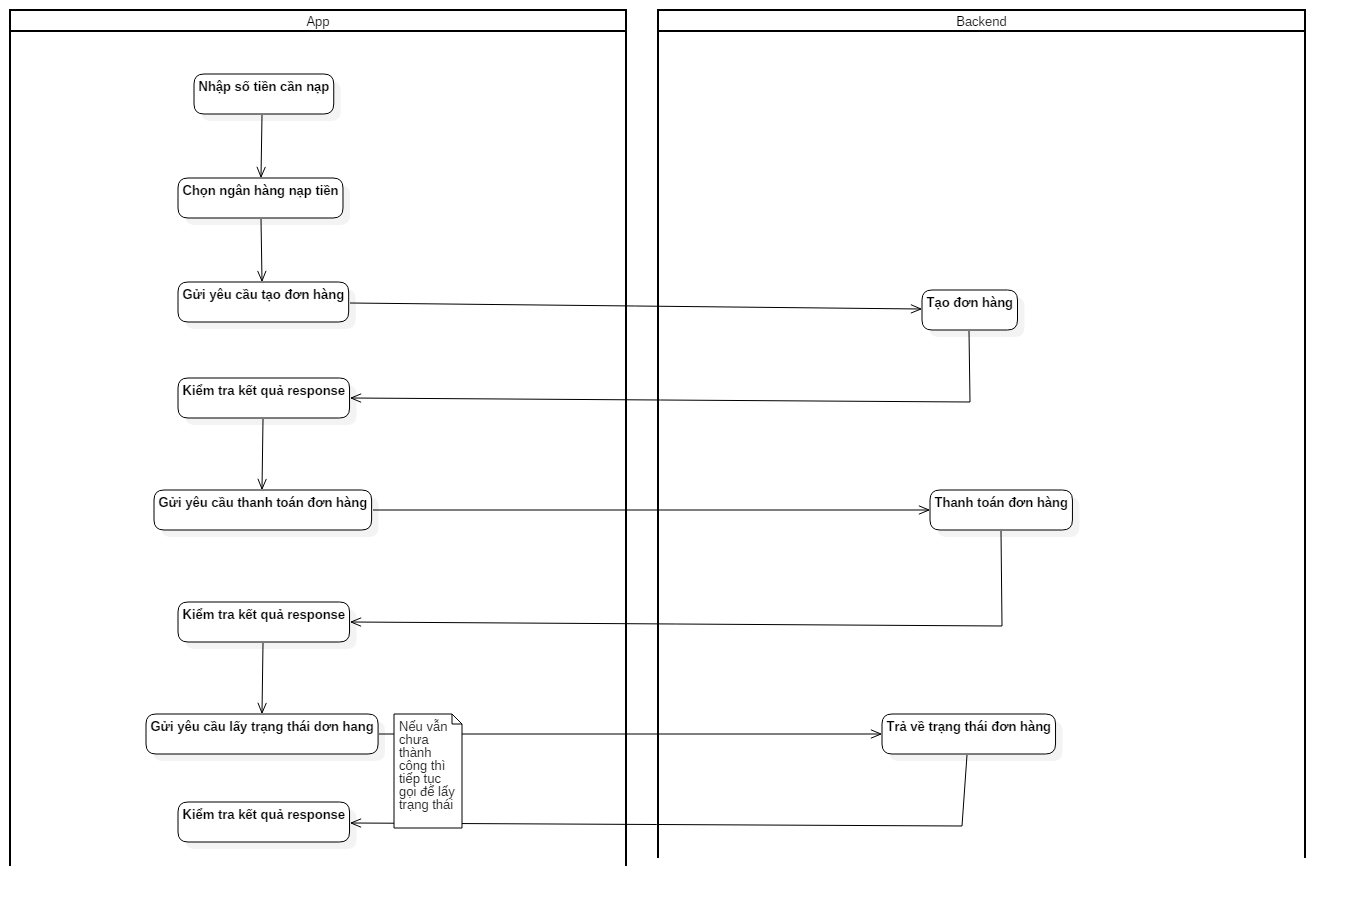 App
Backend
Nhập số tiền cần nạp
Chọn ngân hàng nạp tiền
Gửi yêu cầu tạo đơn hàng
Tạo đơn hàng
Kiểm tra kết quả response
Gửi yêu cầu thanh toán đơn hàng
Thanh toán đơn hàng
Kiểm tra kết quả response
Gửi yêu cầu lấy trạng thái dơn hang
Nếu vẫn
chưa
thành
công thì
tiếp tục
gọi để lấy
trạng thái
Trả về trạng thái đơn hàng
Kiểm tra kết quả response